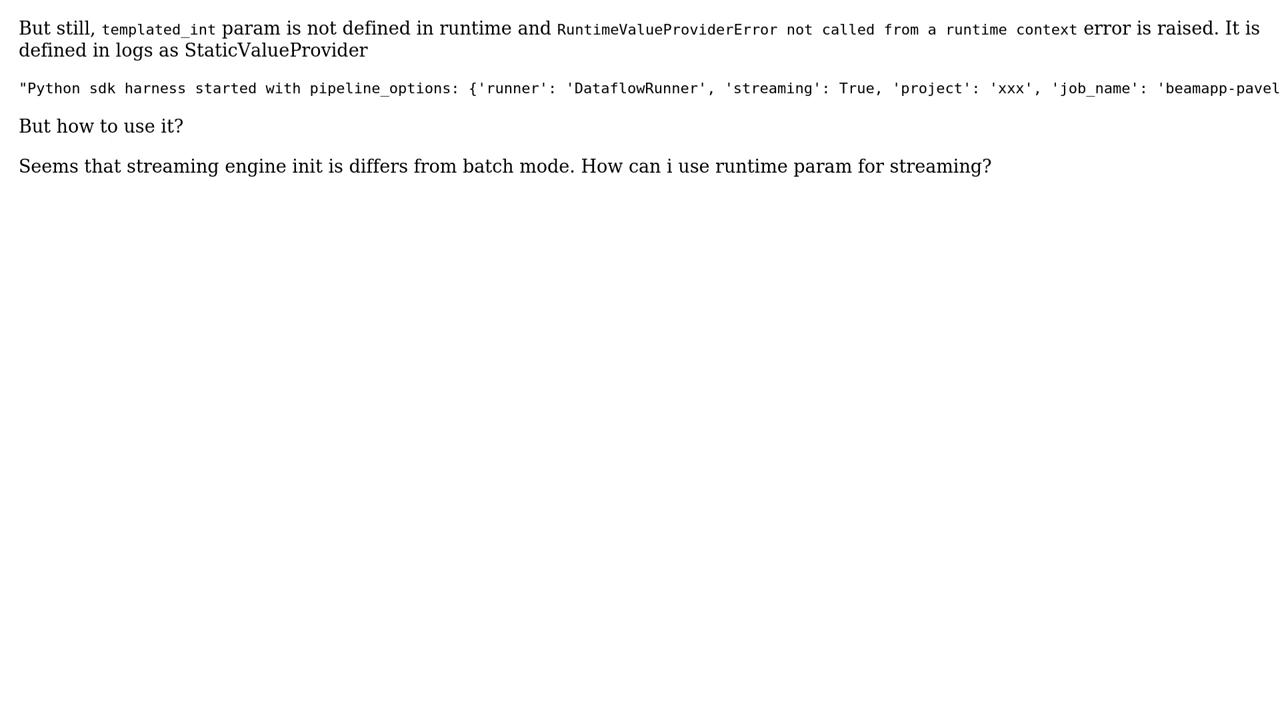 But still, templated_int param is not defined in runtime and RuntimeValueProviderError not called from a runtime context error is raised. It is
defined in logs as StaticValueProvider
"Python sdk harness started with pipeline_options: {'runner': 'DataflowRunner', 'streaming': True, 'project': 'xxx', 'job_name': 'beamapp-pavel
But how to use it?
Seems that streaming engine init is differs from batch mode. How can i use runtime param for streaming?